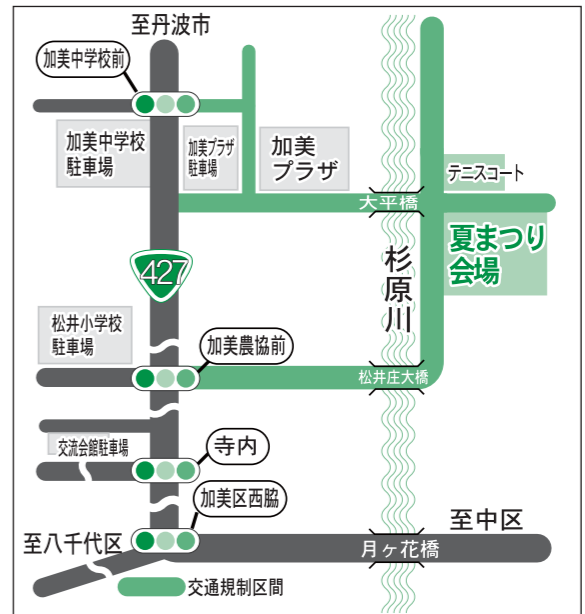 至丹波市
加美中学校前
加美中学校
駐車場
加美プラザ
駐車場
加美
プラザ
テニスコート
大平橋
夏まつり
会場
427
杉原川
松井小学校
駐車場
加美農協前
松井庄大橋
交流会館駐車場
寺内
加美区西脇
至中区
至八千代区
月ヶ花橋
交通規制区間